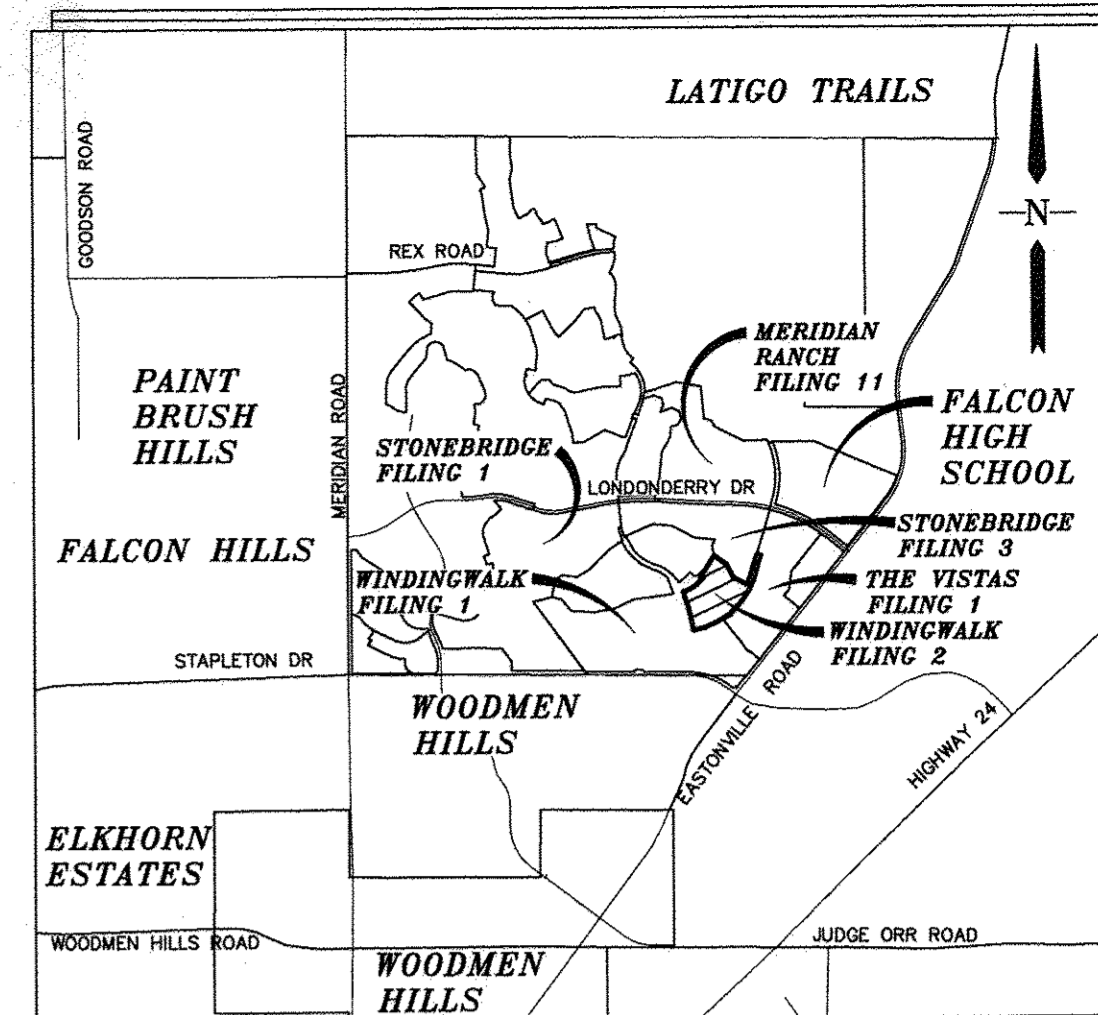 LATIGO TRAILS
GOODSON ROAD
N
REX ROAD
MERIDIAN
RANCH
FILING 11
PAINT
BRUSH
HILLS
MERIDIAN ROAD
FALCON
HIGH
SCHOOL
STONEBRIDGE
FILING 1
LONDONDERRY DR
STONEBRIDGE
FILING 3
FALCON HILLS
WINDINGWALK
FILING 1
THE VISTAS
FILING 1
WINDINGWALK
FILING 2
STAPLETON DR
WOODMEN
HILLS
EASTONVILLE ROAD
HIGHWAY 24
ELKHORN
ESTATES
WOODMEN HILLS ROAD
JUDGE ORR ROAD
WOODMEN
HILLS